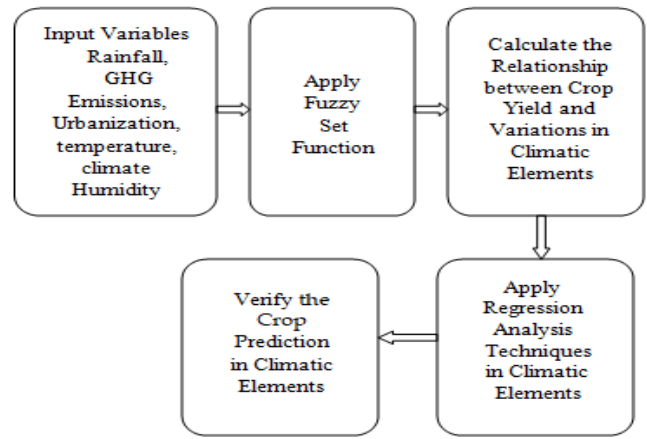 Input Variables
Rainfall,
GHG
Emissions,
Urbanization,
temperature,
climate
Humidity
Apply
Fuzzy
Set
Function
Calculate the
Relationship
between Crop
Yield and
Variations in
Climatic
Elements
Apply
Regression
Analysis
Techniques
in Climatic
Elements
Verify the
Crop
Prediction
in Climatic
Elements